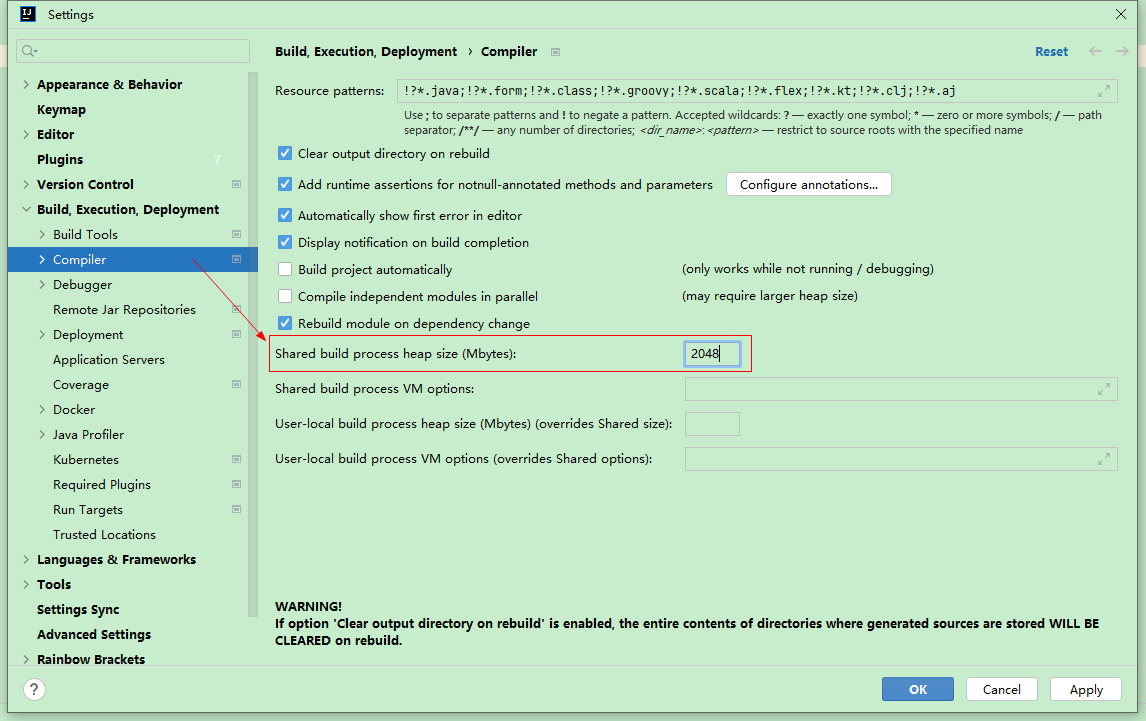 Settings
Appearance & Behavior
Keymap
Editor
Plugins 7
Version Control
Build, Execution, Deployment
Build Tools
Compiler
Debugger
Remote Jar Repositories
Deployment
Application Servers
Coverage
Docker
Java Profiler
Kubernetes
Required Plugins
Run Targets
Trusted Locations
Languages & Frameworks
Tools
Settings Sync
Advanced Settings
Rainbow Brackets
Build, Execution, Deployment › Compiler Reset
Resource patterns: !?*.java;!?*.form;!?*.class;!?*.groovy;!?*.scala;!?*.flex;!?*.kt;!?*.clj;!?*.aj
Use ; to separate patterns and ! to negate a pattern. Accepted wildcards: ? — exactly one symbol; * — zero or more symbols; / — path
separator; /**/ — any number of directories; <dir_name>:<pattern> — restrict to source roots with the specified name
Clear output directory on rebuild
Add runtime assertions for notnull-annotated methods and parameters Configure annotations...
Automatically show first error in editor
Display notification on build completion
Build project automatically (only works while not running / debugging)
Compile independent modules in parallel (may require larger heap size)
Rebuild module on dependency change
Shared build process heap size (Mbytes): 2048
Shared build process VM options:
User-local build process heap size (Mbytes) (overrides Shared size):
User-local build process VM options (overrides Shared options):
WARNING!
If option 'Clear output directory on rebuild' is enabled, the entire contents of directories where generated sources are stored WILL BE
CLEARED on rebuild.
? OK Cancel Apply